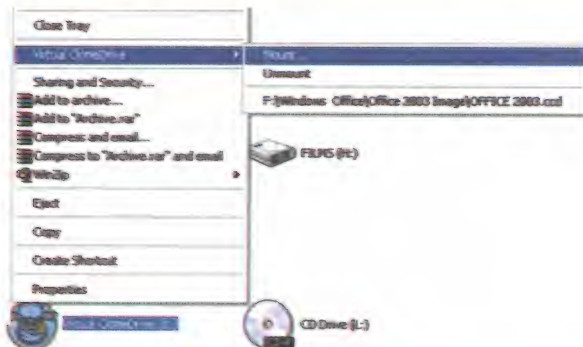 Close Tray
Virtual CloneDrive
Mount...
Unmount
F:\Windows Office\Office 2003 Image\OFFICE 2003.ccd
Sharing and Security...
Add to archive...
Add to "Archive.rar"
Compress and email...
Compress to "Archive.rar" and email
WinZip
Eject
Copy
Create Shortcut
Properties
FILMS (H:)
Virtual CloneDrive
CD Drive (L:)